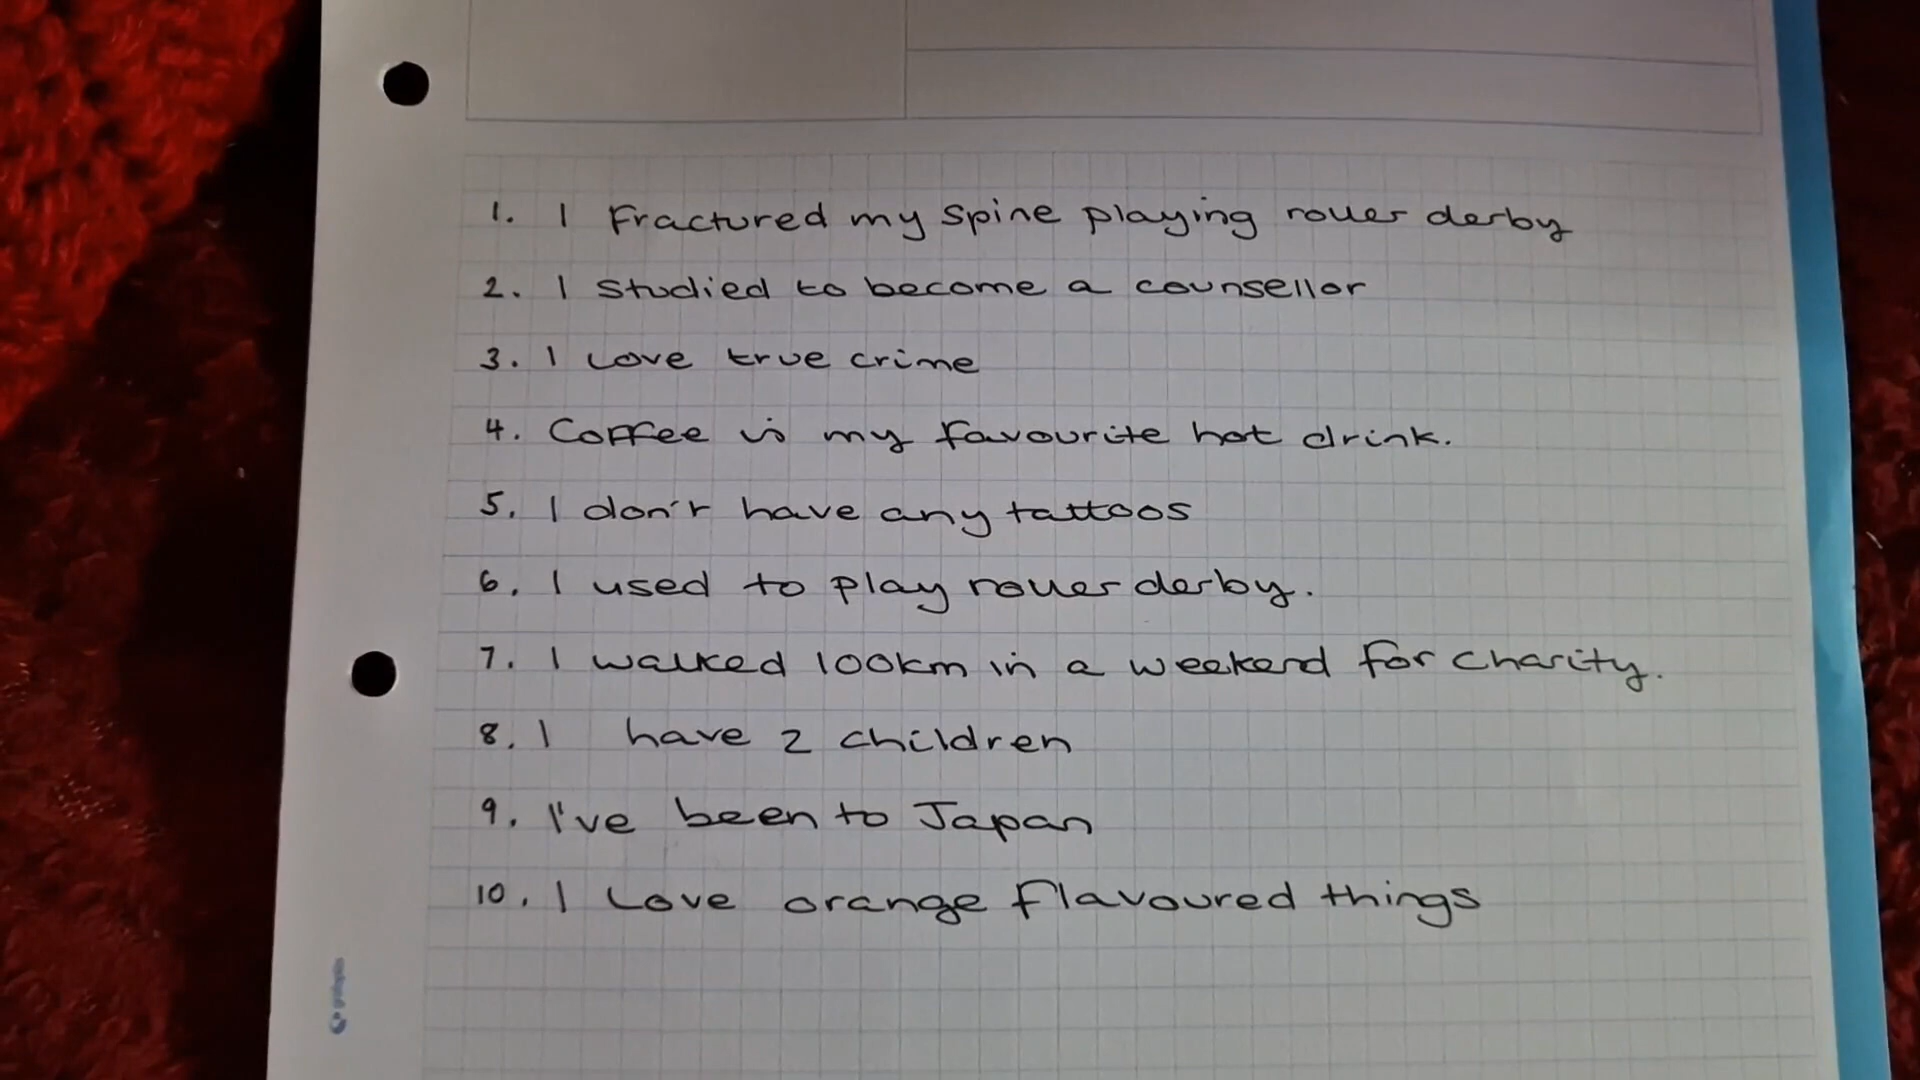 1. I Fractured my spine playing roller derby
2. I studied to become a counsellor
3. I love true crime
4. Coffee is my favourite hot drink.
5. I don't have any tattoos
6. I used to play roller derby.
7. I walked 100km in a weekend for charity.
8. I have 2 children
9. I've been to Japan
10. I love orange flavoured things